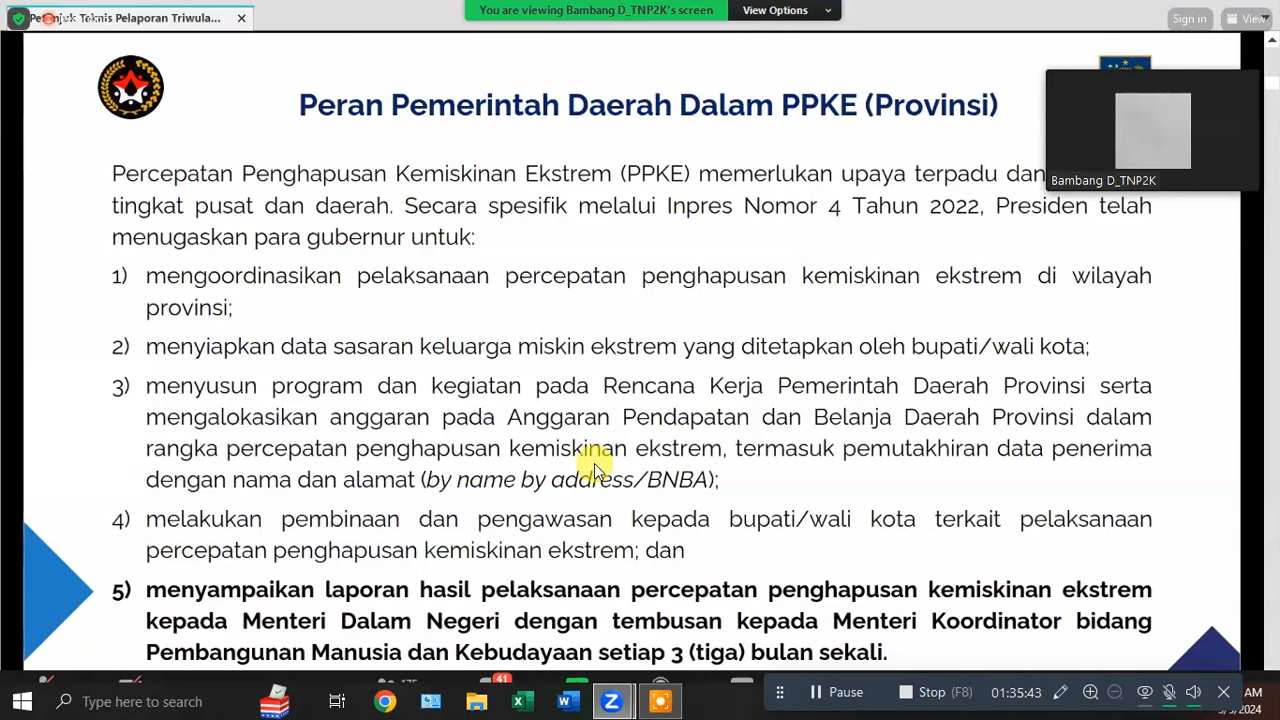 Petunjuk Teknis Pelaporan Triwula...
You are viewing Bambang D_TNP2K's screen
View Options
Sign in
View
Peran Pemerintah Daerah Dalam PPKE (Provinsi)
Bambang D_TNP2K
Percepatan Penghapusan Kemiskinan Ekstrem (PPKE) memerlukan upaya terpadu dan
tingkat pusat dan daerah. Secara spesifik melalui Inpres Nomor 4 Tahun 2022, Presiden telah
menugaskan para gubernur untuk:
1) mengoordinasikan pelaksanaan percepatan penghapusan kemiskinan ekstrem di wilayah
provinsi;
2) menyiapkan data sasaran keluarga miskin ekstrem yang ditetapkan oleh bupati/wali kota;
3) menyusun program dan kegiatan pada Rencana Kerja Pemerintah Daerah Provinsi serta
mengalokasikan anggaran pada Anggaran Pendapatan dan Belanja Daerah Provinsi dalam
rangka percepatan penghapusan kemiskinan ekstrem, termasuk pemutakhiran data penerima
dengan nama dan alamat (by name by address/BNBA);
4) melakukan pembinaan dan pengawasan kepada bupati/wali kota terkait pelaksanaan
percepatan penghapusan kemiskinan ekstrem; dan
5) menyampaikan laporan hasil pelaksanaan percepatan penghapusan kemiskinan ekstrem
kepada Menteri Dalam Negeri dengan tembusan kepada Menteri Koordinator bidang
Pembangunan Manusia dan Kebudayaan setiap 3 (tiga) bulan sekali.
175
41
Type here to search
Pause
Stop (F8)
01:35:43
AM